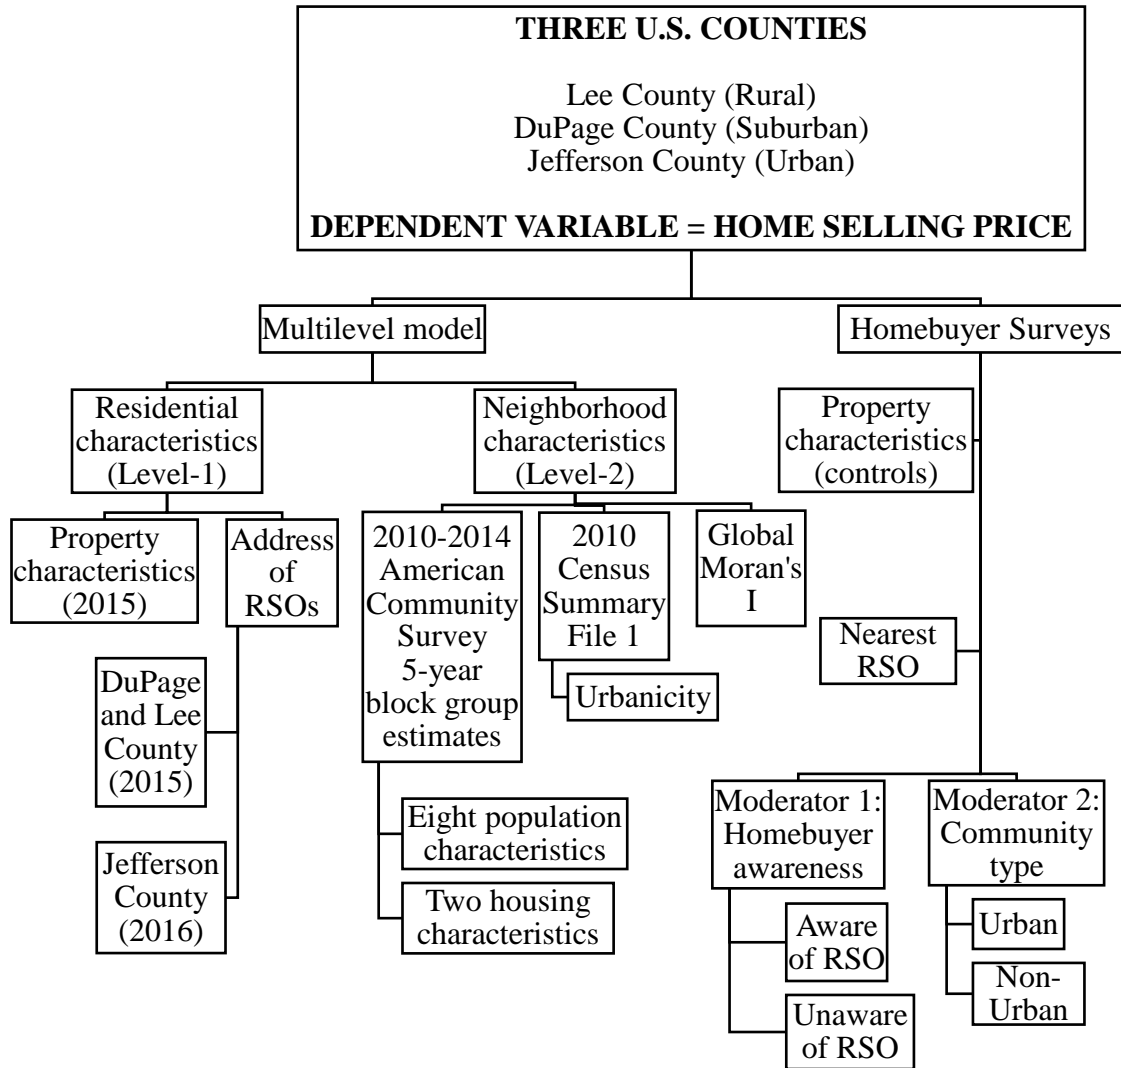 THREE U.S. COUNTIES
Lee County (Rural)
DuPage County (Suburban)
Jefferson County (Urban)
DEPENDENT VARIABLE = HOME SELLING PRICE
Multilevel model
Homebuyer Surveys
Residential
characteristics
(Level-1)
Neighborhood
characteristics
(Level-2)
Property
characteristics
(controls)
Property
characteristics
(2015)
Address
of
RSOs
2010-2014
American
Community
Survey
5-year
block group
estimates
2010
Census
Summary
File 1
Global
Moran's
I
Nearest
RSO
DuPage
and Lee
County
(2015)
Urbanicity
Jefferson
County
(2016)
Eight population
characteristics
Two housing
characteristics
Moderator 1:
Homebuyer
awareness
Moderator 2:
Community
type
Aware
of RSO
Unaware
of RSO
Urban
Non-
Urban